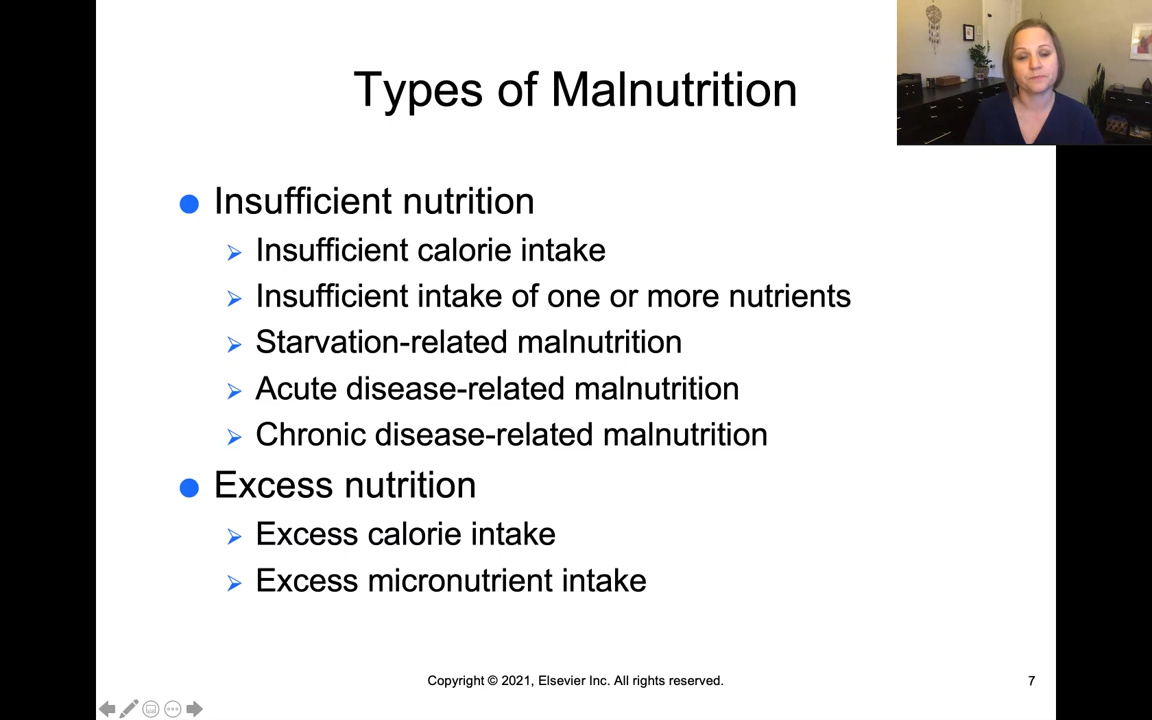 Types of Malnutrition
Insufficient nutrition
Insufficient calorie intake
Insufficient intake of one or more nutrients
Starvation-related malnutrition
Acute disease-related malnutrition
Chronic disease-related malnutrition
Excess nutrition
Excess calorie intake
Excess micronutrient intake
Copyright © 2021, Elsevier Inc. All rights reserved.
7